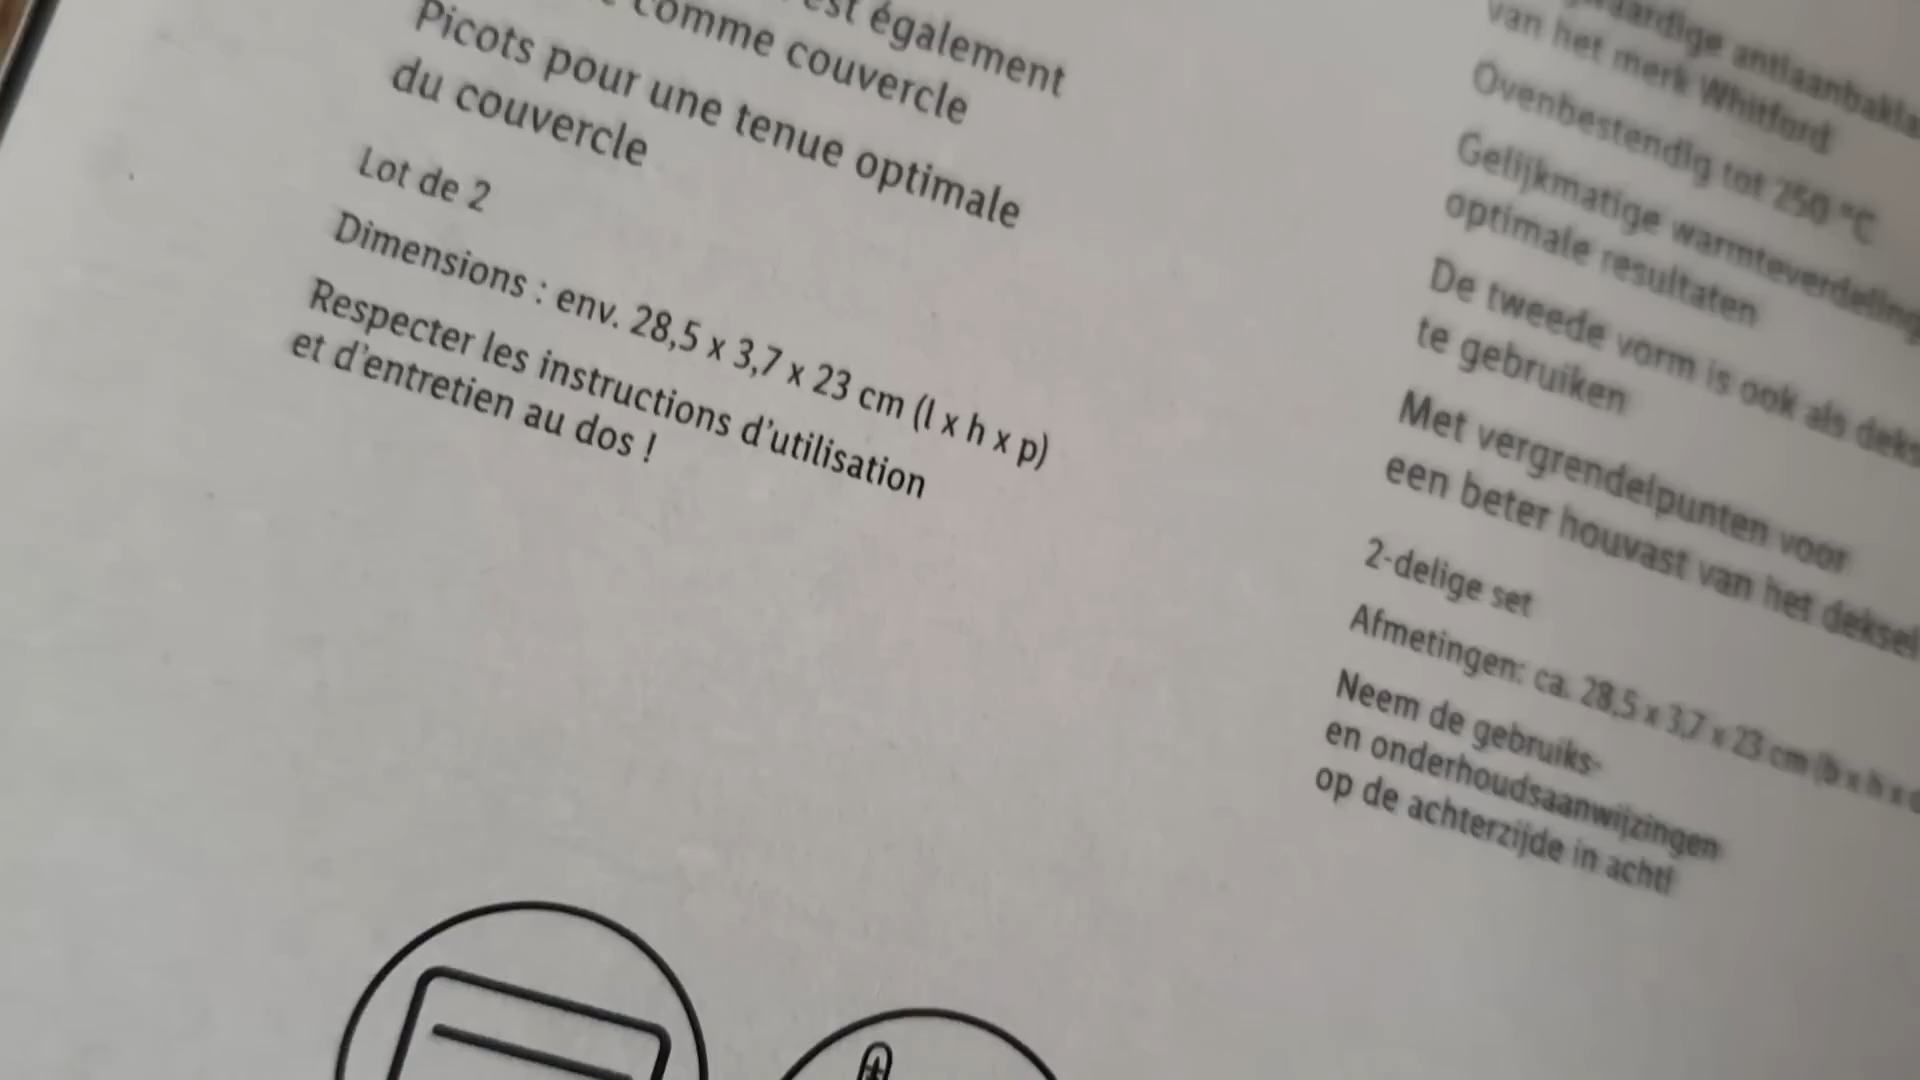 est également
comme couvercle
Picots pour une tenue optimale
du couvercle
Lot de 2
Dimensions : env. 28,5 x 3,7 x 23 cm (l x h x p)
Respecter les instructions d'utilisation
et d'entretien au dos !
van het merk Whitford
Ovenbestendig tot 250 °C
Gelijkmatige warmteverdeling
optimale resultaten
De tweede vorm is ook als
te gebruiken
Met vergrendelpunten voor
een beter houvast van het deksel
2-delige set
Afmetingen: ca. 28,5 x 3,7 x 23 cm (b x h x
Neem de gebruiks-
en onderhoudsaanwijzingen
op de achterzijde in acht!